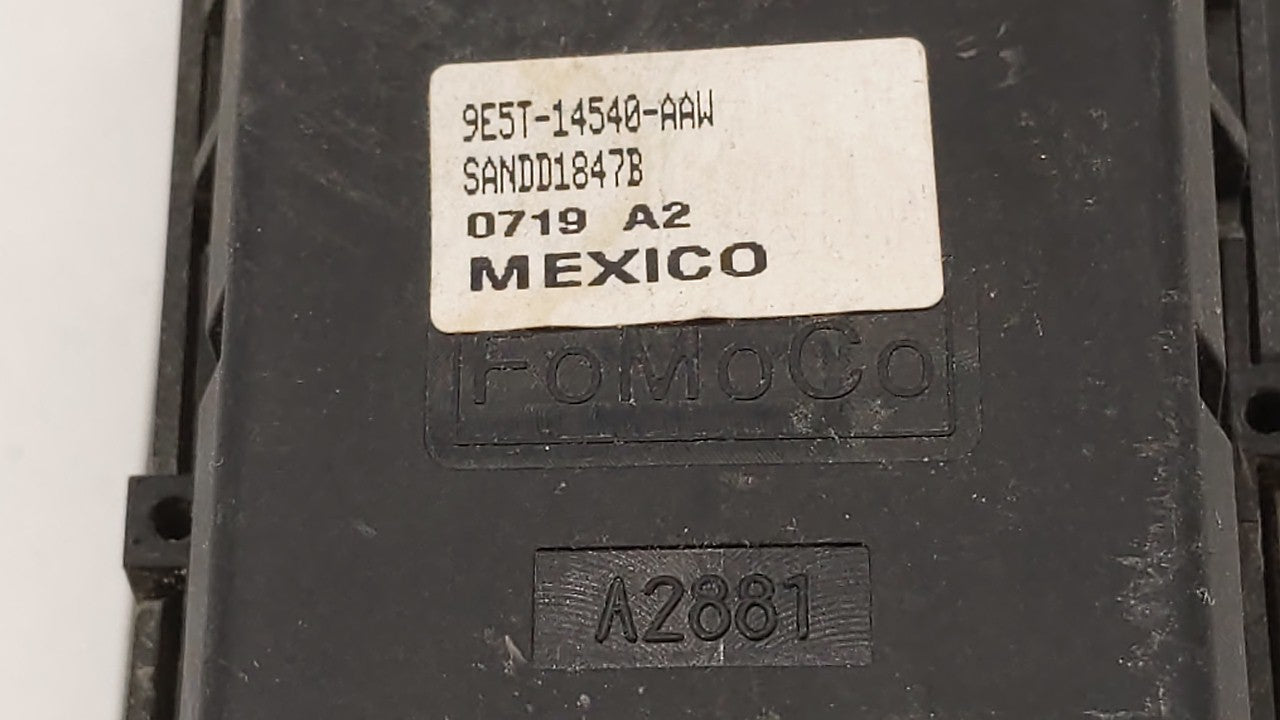 9E5T-14540-AAW
SANDD1847B
0719 A2
MEXICO
FoMoCo
A2881